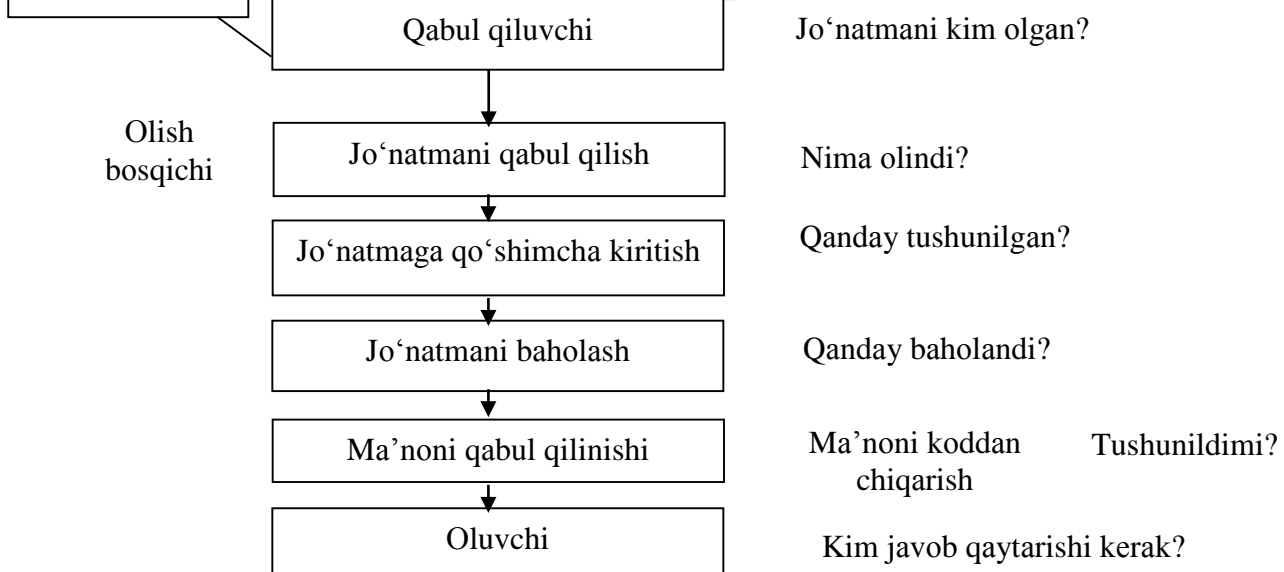 Qabul qiluvchi
Jo‘natmani kim olgan?
Olish
bosqichi
Jo‘natmani qabul qilish
Nima olindi?
Jo‘natmaga qo‘shimcha kiritish
Qanday tushunilgan?
Jo‘natmani baholash
Qanday baholandi?
Ma’noni qabul qilinishi
Ma’noni koddan
chiqarish
Tushunildimi?
Oluvchi
Kim javob qaytarishi kerak?